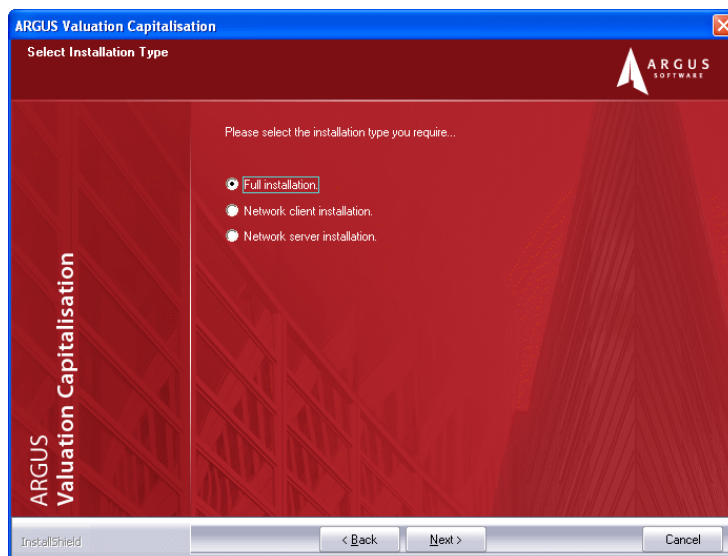 ARGUS Valuation Capitalisation
Select Installation Type
ARGUS
SOFTWARE
Please select the installation type you require...
Full installation.
Network client installation.
Network server installation.
ARGUS
Valuation Capitalisation
InstallShield
< Back
Next >
Cancel